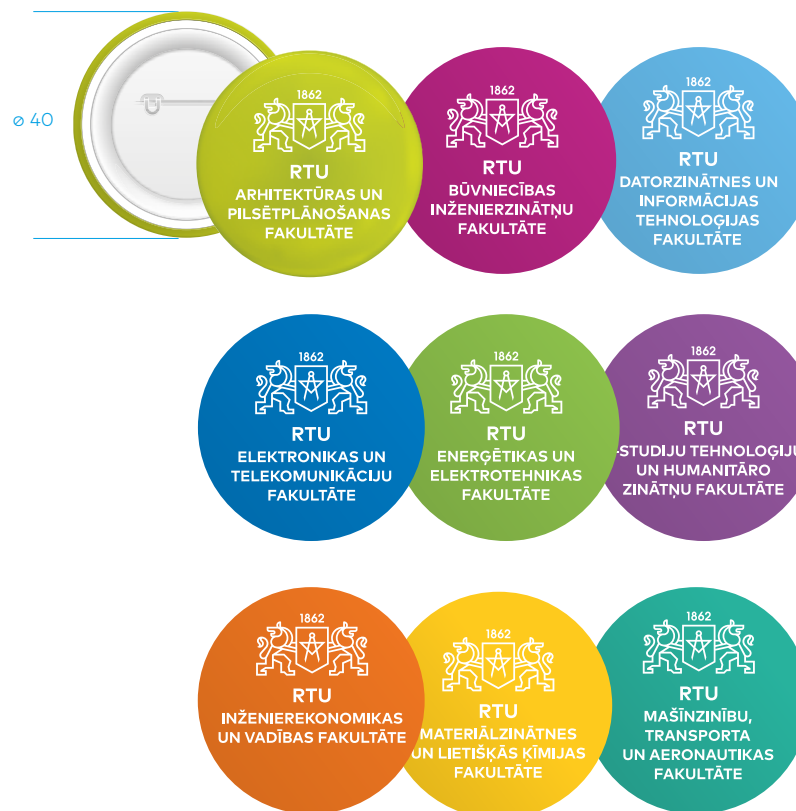 ⌀ 40
1862
RTU
ARHITEKTŪRAS UN
PILSĒTPLĀNOŠANAS
FAKULTĀTE
1862
RTU
BŪVNIECĪBAS
INŽENIERZINĀTŅU
FAKULTĀTE
1862
RTU
DATORZINĀTNES UN
INFORMĀCIJAS
TEHNOLOĢIJAS
FAKULTĀTE
1862
RTU
ELEKTRONIKAS UN
TELEKOMUNIKĀCIJU
FAKULTĀTE
1862
RTU
ENERĢĒTIKAS UN
ELEKTROTEHNIKAS
FAKULTĀTE
1862
RTU
-STUDIJU TEHNOLOĢIJU
UN HUMANITĀRO
ZINĀTŅU FAKULTĀTE
1862
RTU
INŽENIEREKONOMIKAS
UN VADĪBAS FAKULTĀTE
1862
RTU
MATERIĀLZINĀTNES
UN LIETIŠĶĀS ĶĪMIJAS
FAKULTĀTE
1862
RTU
MAŠĪNZINĪBU,
TRANSPORTA
UN AERONAUTIKAS
FAKULTĀTE